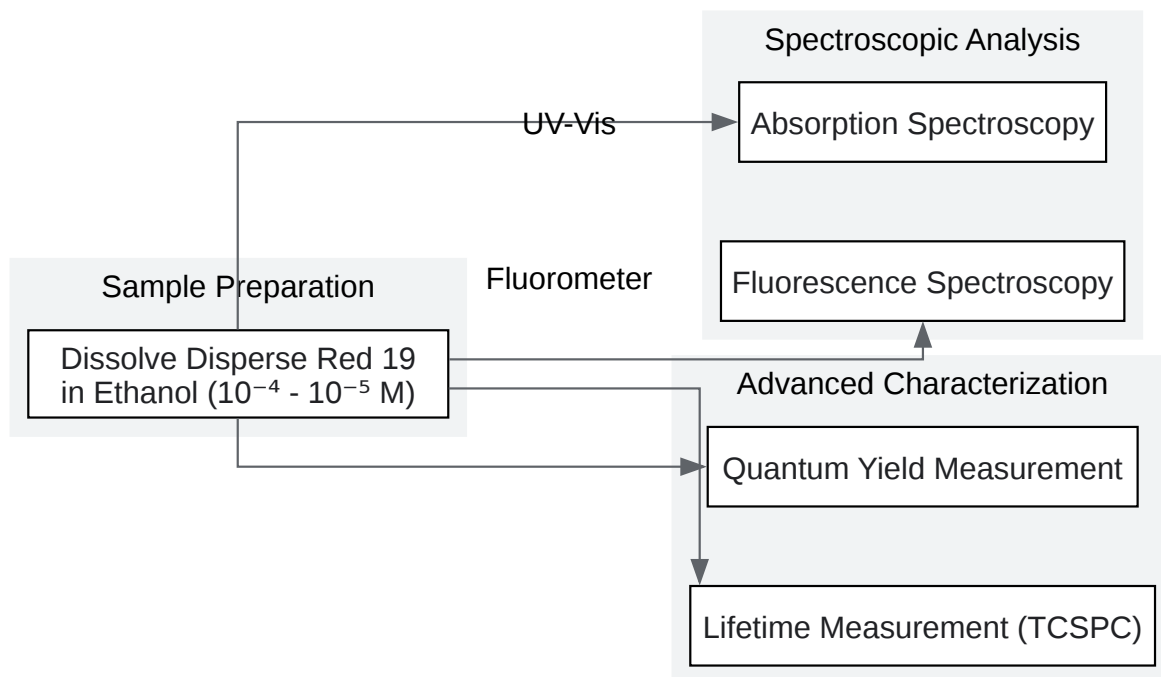 Spectroscopic Analysis
UV-Vis
Absorption Spectroscopy
Sample Preparation
Fluorometer
Fluorescence Spectroscopy
Dissolve Disperse Red 19
in Ethanol (10⁻⁴ - 10⁻⁵ M)
Advanced Characterization
Quantum Yield Measurement
Lifetime Measurement (TCSPC)